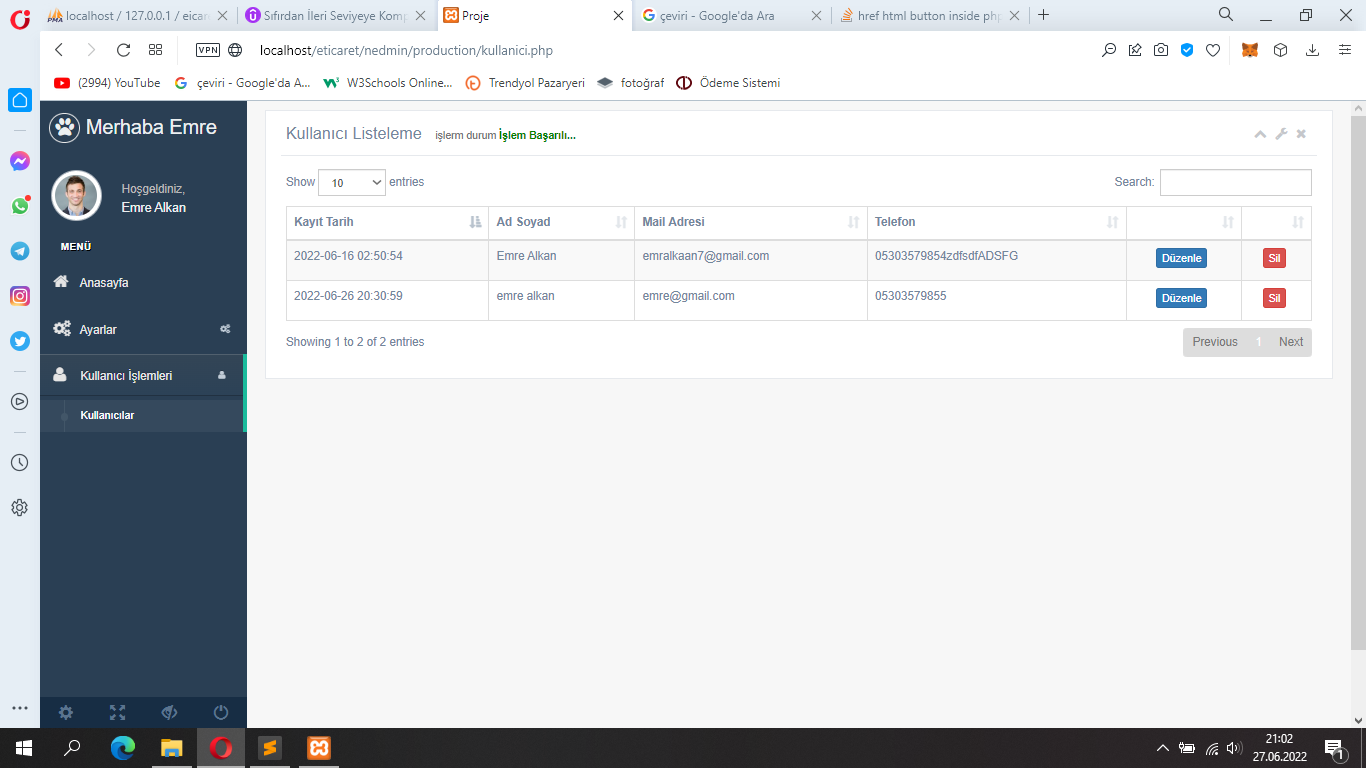 localhost / 127.0.0.1 / eicare
Sıfırdan İleri Seviyeye Komp
Proje
çeviri - Google'da Ara
href html button inside php
VPN
localhost/eticaret/nedmin/production/kullanici.php
(2994) YouTube
çeviri - Google'da A...
W3Schools Online...
Trendyol Pazaryeri
fotoğraf
Ödeme Sistemi
Merhaba Emre
Hoşgeldiniz,
Emre Alkan
MENÜ
Anasayfa
Ayarlar
Kullanıcı İşlemleri
Kullanıcılar
Kullanıcı Listeleme işlerm durum İşlem Başarılı...
Show 10 entries
Search:
Kayıt Tarih Ad Soyad Mail Adresi Telefon
2022-06-16 02:50:54 Emre Alkan emralkaan7@gmail.com 05303579854zdfsdfADSFG Düzenle Sil
2022-06-26 20:30:59 emre alkan emre@gmail.com 05303579855 Düzenle Sil
Showing 1 to 2 of 2 entries
Previous 1 Next
21:02
27.06.2022
1